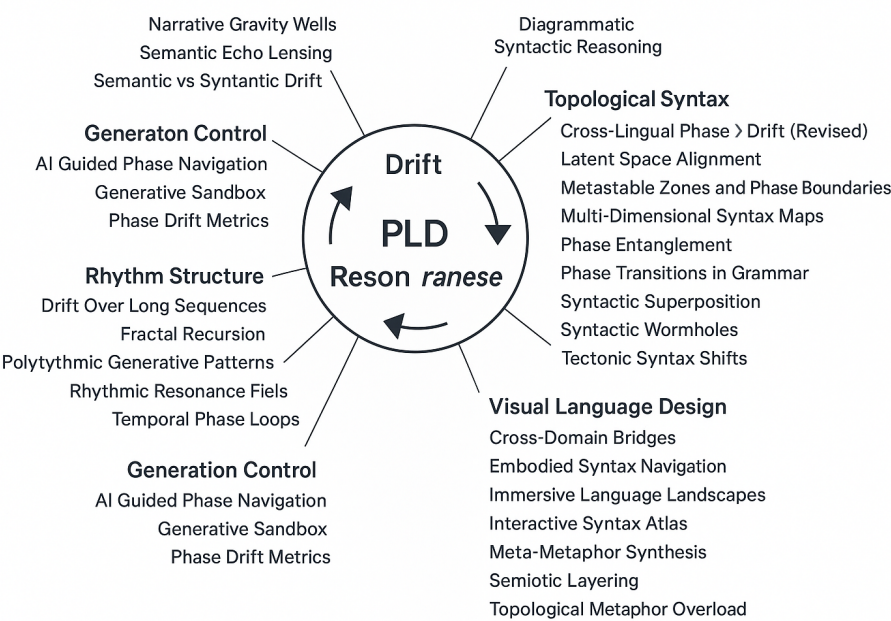 Narrative Gravity Wells
Semantic Echo Lensing
Semantic vs Syntantic Drift
Diagrammatic
Syntactic Reasoning
Generaton Control
AI Guided Phase Navigation
Generative Sandbox
Phase Drift Metrics
Rhythm Structure
Drift Over Long Sequences
Fractal Recursion
Polytythmic Generative Patterns
Rhythmic Resonance Fiels
Temporal Phase Loops
Generation Control
AI Guided Phase Navigation
Generative Sandbox
Phase Drift Metrics
Drift
PLD
Reson ranese
Topological Syntax
Cross-Lingual Phase > Drift (Revised)
Latent Space Alignment
Metastable Zones and Phase Boundaries
Multi-Dimensional Syntax Maps
Phase Entanglement
Phase Transitions in Grammar
Syntactic Superposition
Syntactic Wormholes
Tectonic Syntax Shifts
Visual Language Design
Cross-Domain Bridges
Embodied Syntax Navigation
Immersive Language Landscapes
Interactive Syntax Atlas
Meta-Metaphor Synthesis
Semiotic Layering
Topological Metaphor Overload